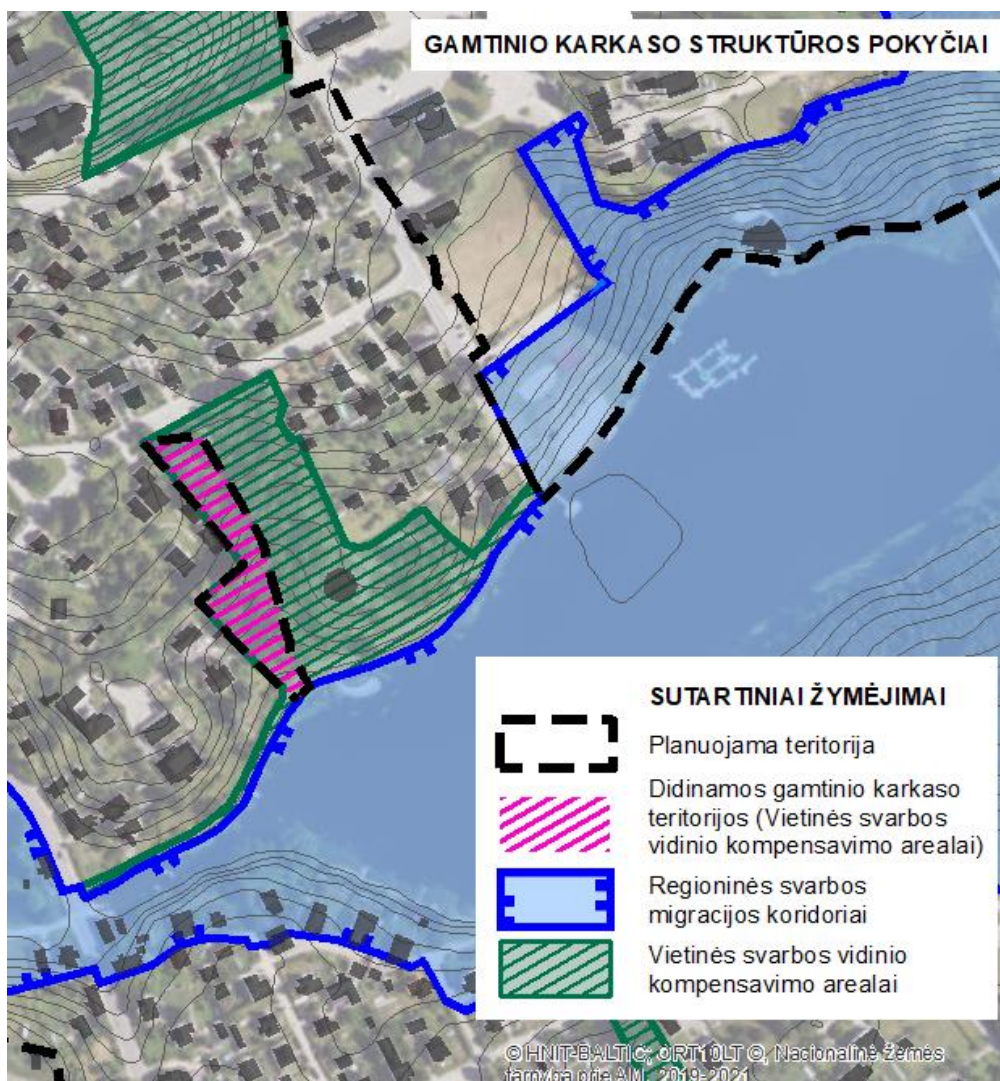 GAMTINIO KARKASO STRUKTŪROS POKYČIAI
SUTARTINIAI ŽYMĖJIMAI
Planuojama teritorija
Didinamos gamtinio karkaso
teritorijos (Vietinės svarbos
vidinio kompensavimo arealai)
Regioninės svarbos
migracijos koridoriai
Vietinės svarbos vidinio
kompensavimo arealai
© HNIT-BALTIC; ORT10LT ©, Nacionalinė žemės
tarnyba prie AM, 2019-2021